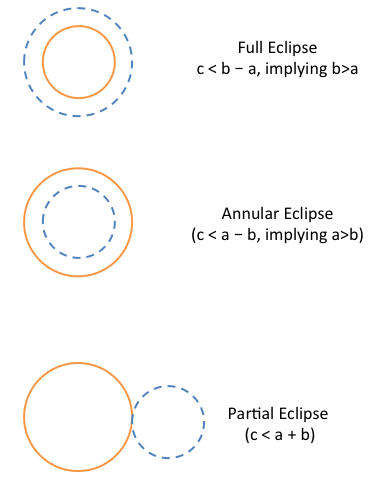 Full Eclipse
c < b − a, implying b>a
Annular Eclipse
(c < a − b, implying a>b)
Partial Eclipse
(c < a + b)